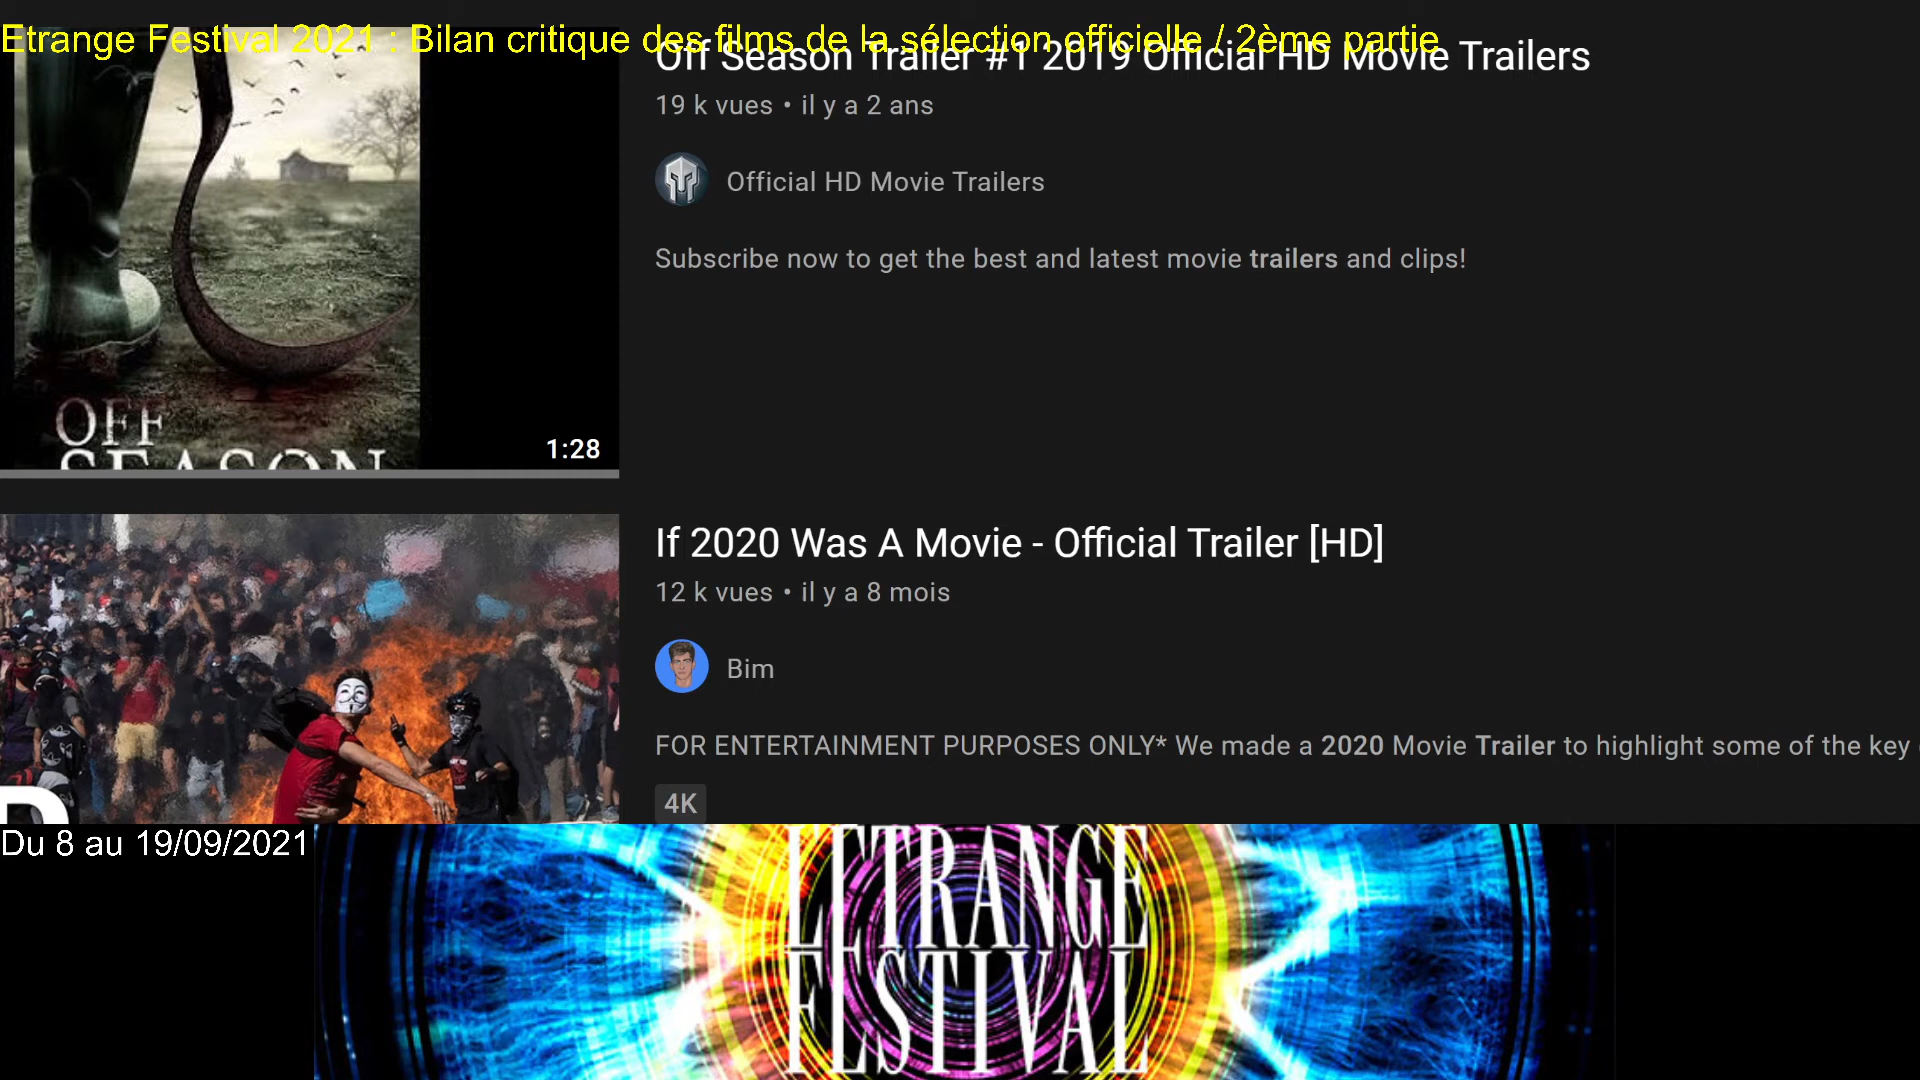 Etrange Festival 2021 : Bilan critique des films de la sélection officielle / 2ème partie
Off Season Trailer #1 2019 Official HD Movie Trailers
19 k vues • il y a 2 ans
Official HD Movie Trailers
Subscribe now to get the best and latest movie trailers and clips!
OFF
SEASON
1:28
If 2020 Was A Movie - Official Trailer [HD]
12 k vues • il y a 8 mois
Bim
FOR ENTERTAINMENT PURPOSES ONLY* We made a 2020 Movie Trailer to highlight some of the key
4K
Du 8 au 19/09/2021
L'ETRANGE
FESTIVAL